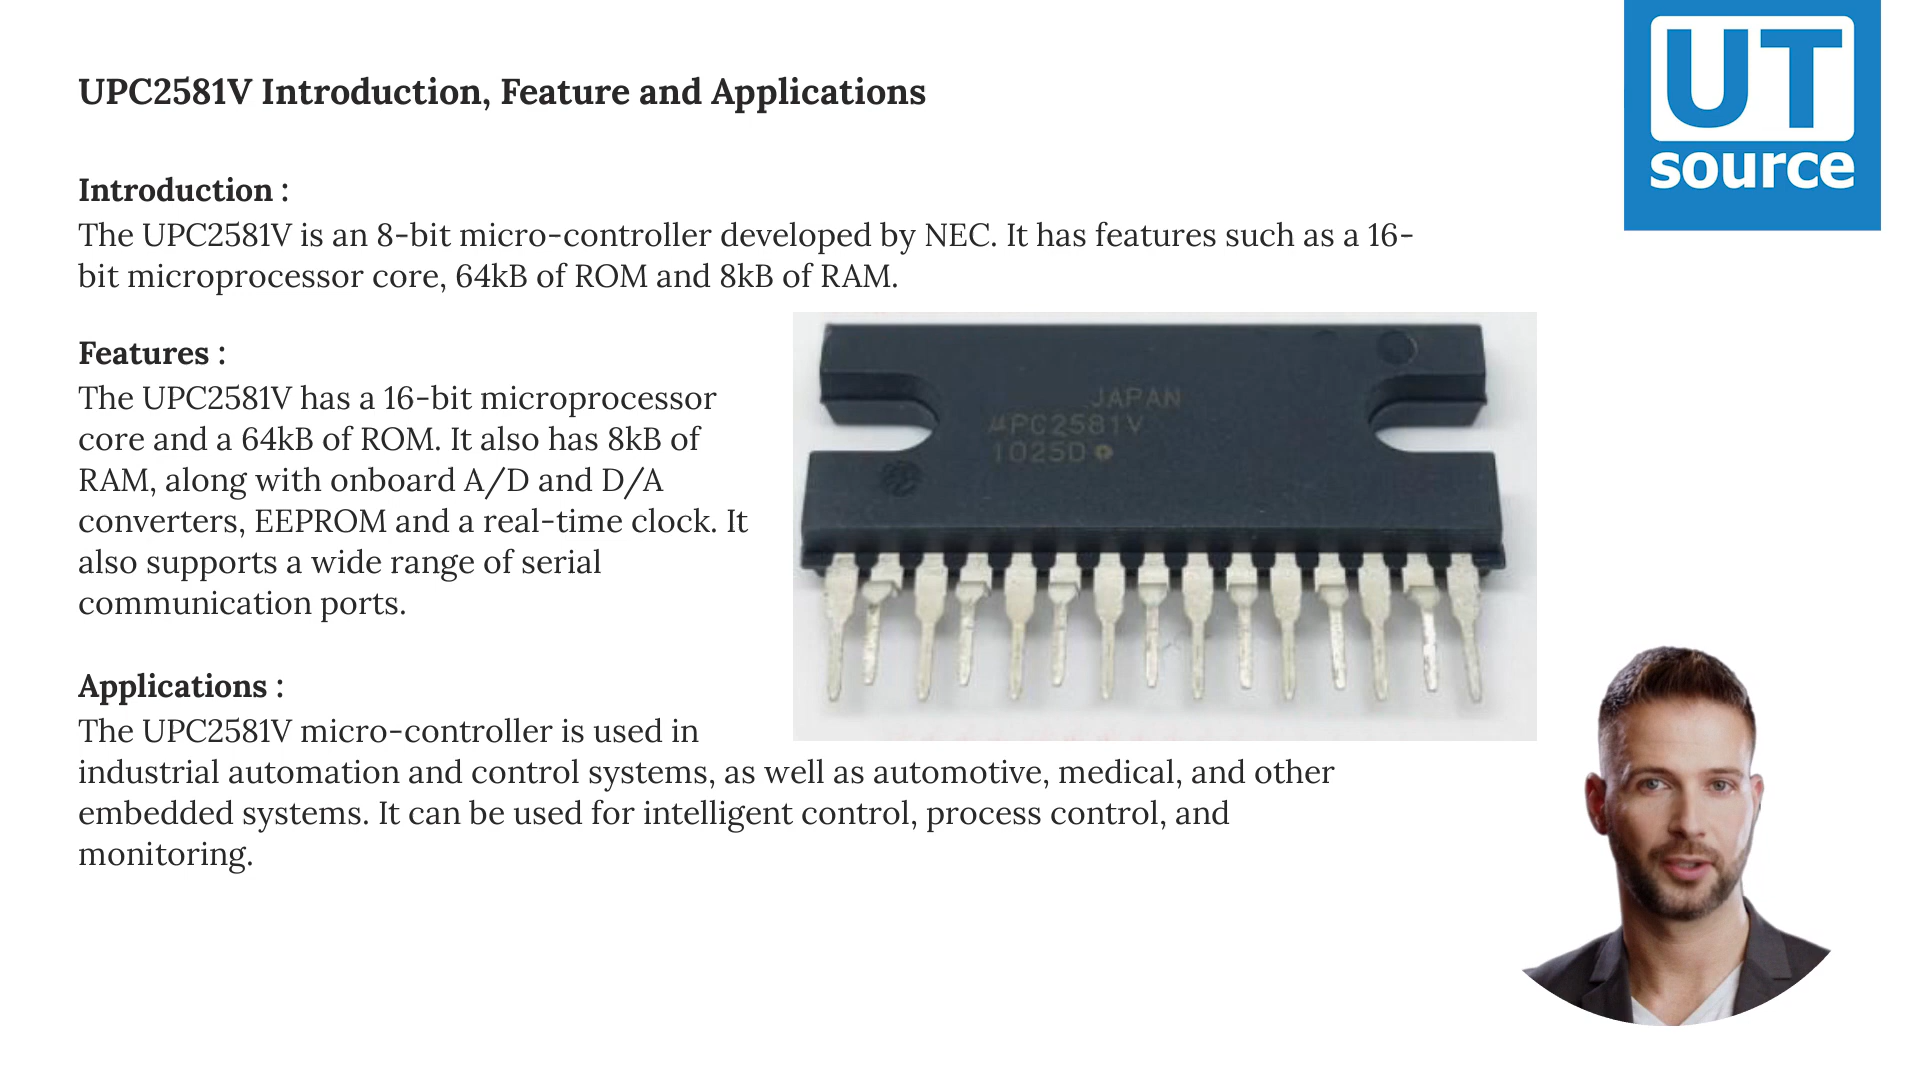 UPC2581V Introduction, Feature and Applications
UT
source
Introduction :
The UPC2581V is an 8-bit micro-controller developed by NEC. It has features such as a 16-
bit microprocessor core, 64kB of ROM and 8kB of RAM.
Features :
The UPC2581V has a 16-bit microprocessor
core and a 64kB of ROM. It also has 8kB of
RAM, along with onboard A/D and D/A
converters, EEPROM and a real-time clock. It
also supports a wide range of serial
communication ports.
JAPAN
μPC2581V
1025D
Applications :
The UPC2581V micro-controller is used in
industrial automation and control systems, as well as automotive, medical, and other
embedded systems. It can be used for intelligent control, process control, and
monitoring.